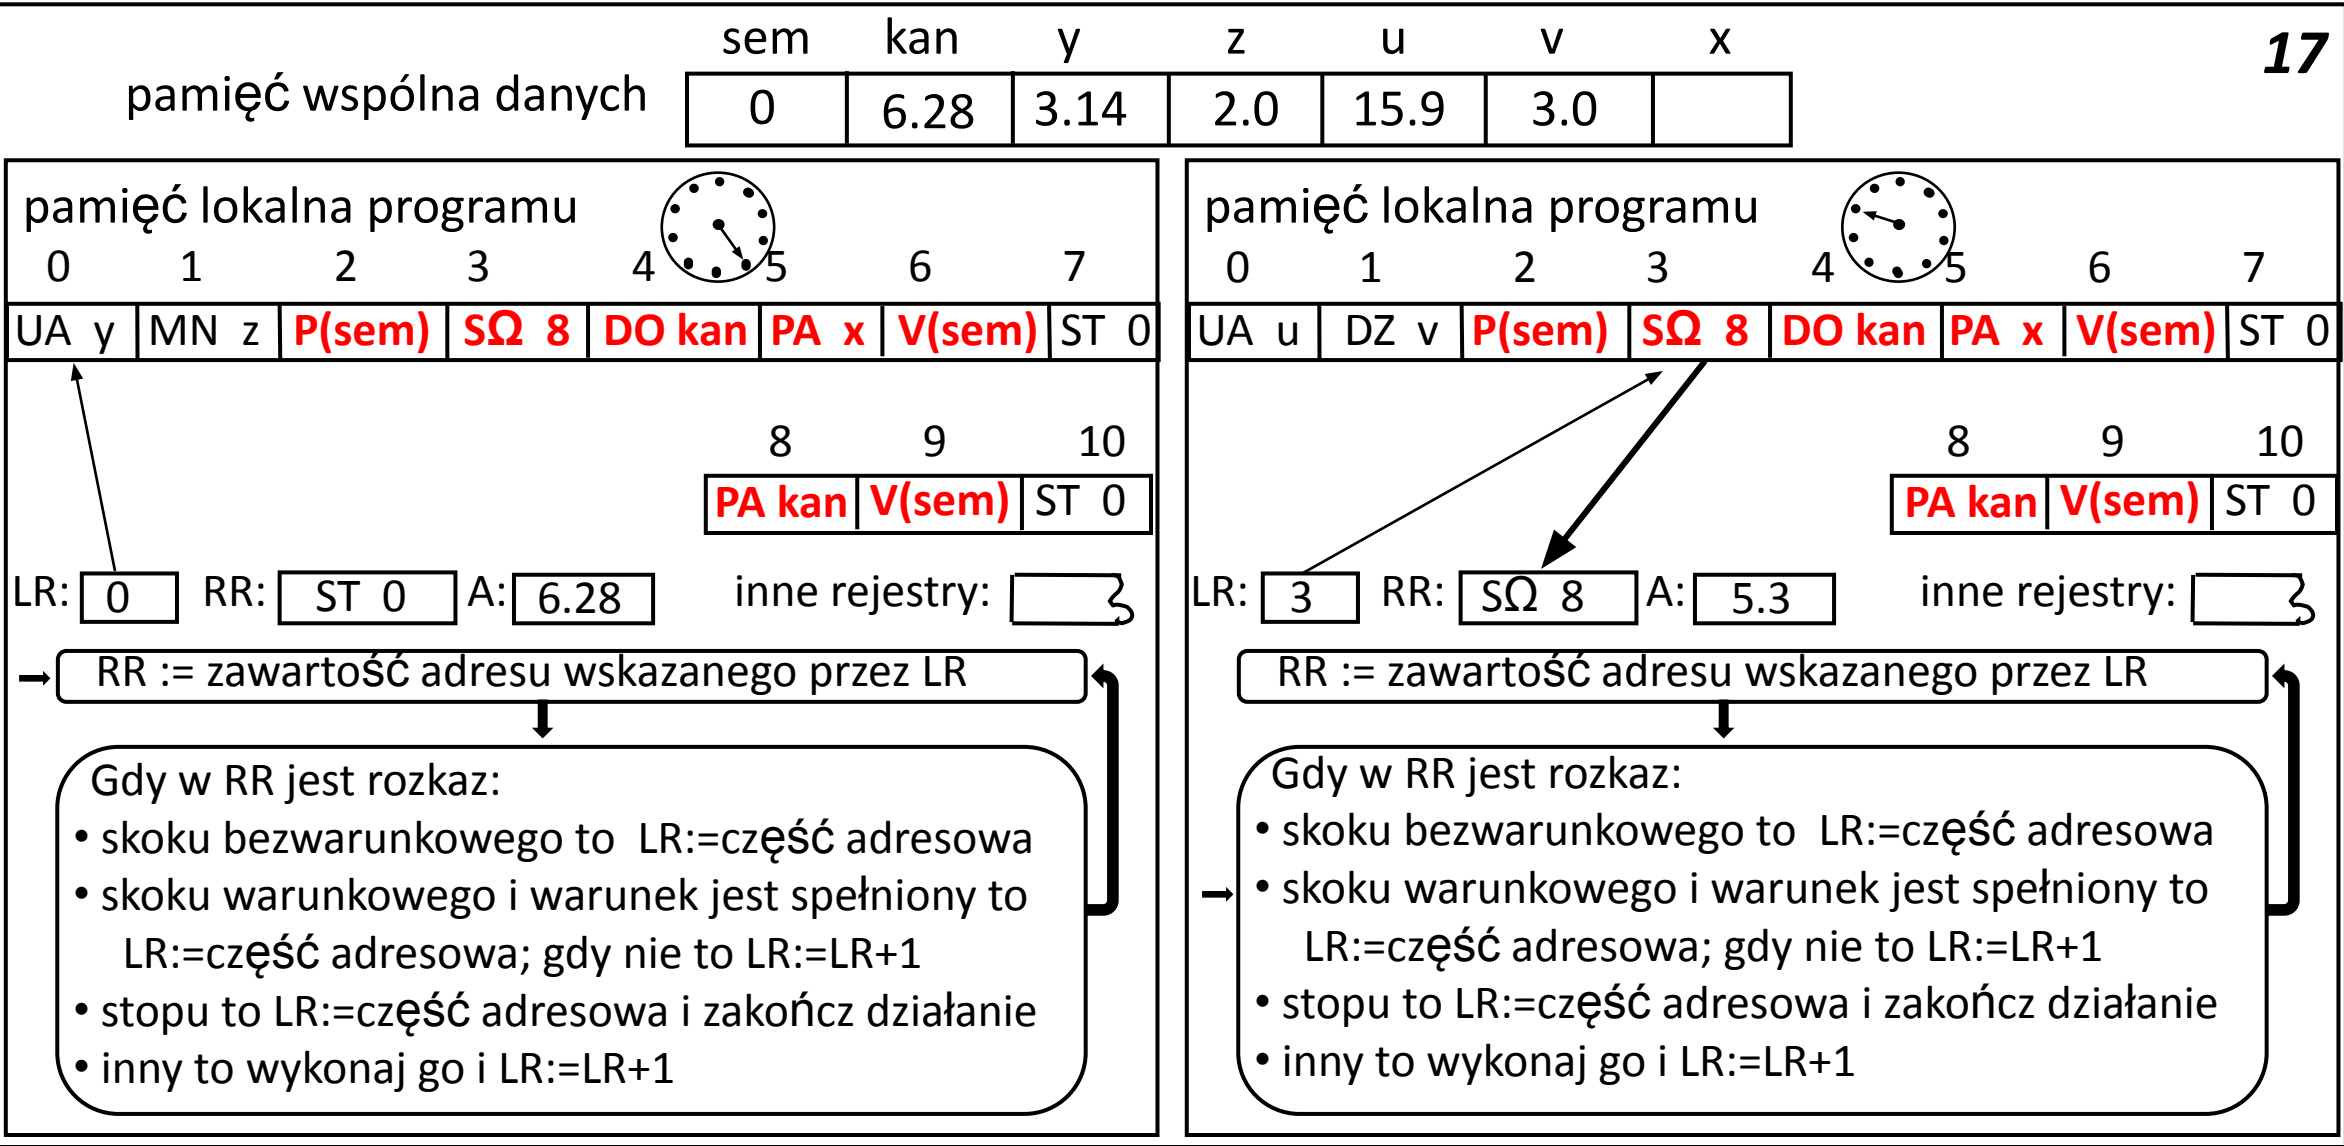 sem kan y z u v x
17
pamięć wspólna danych 0 6.28 3.14 2.0 15.9 3.0
pamięć lokalna programu
0 1 2 3 4 5 6 7
UA y MN z P(sem) SΩ 8 DO kan PA x V(sem) ST 0
8 9 10
PA kan V(sem) ST 0
LR: 0 RR: ST 0 A: 6.28 inne rejestry:
RR := zawartość adresu wskazanego przez LR
Gdy w RR jest rozkaz:
• skoku bezwarunkowego to LR:=część adresowa
• skoku warunkowego i warunek jest spełniony to
LR:=część adresowa; gdy nie to LR:=LR+1
• stopu to LR:=część adresowa i zakończ działanie
• inny to wykonaj go i LR:=LR+1
pamięć lokalna programu
0 1 2 3 4 5 6 7
UA u DZ v P(sem) SΩ 8 DO kan PA x V(sem) ST 0
8 9 10
PA kan V(sem) ST 0
LR: 3 RR: SΩ 8 A: 5.3 inne rejestry:
RR := zawartość adresu wskazanego przez LR
Gdy w RR jest rozkaz:
• skoku bezwarunkowego to LR:=część adresowa
• skoku warunkowego i warunek jest spełniony to
LR:=część adresowa; gdy nie to LR:=LR+1
• stopu to LR:=część adresowa i zakończ działanie
• inny to wykonaj go i LR:=LR+1